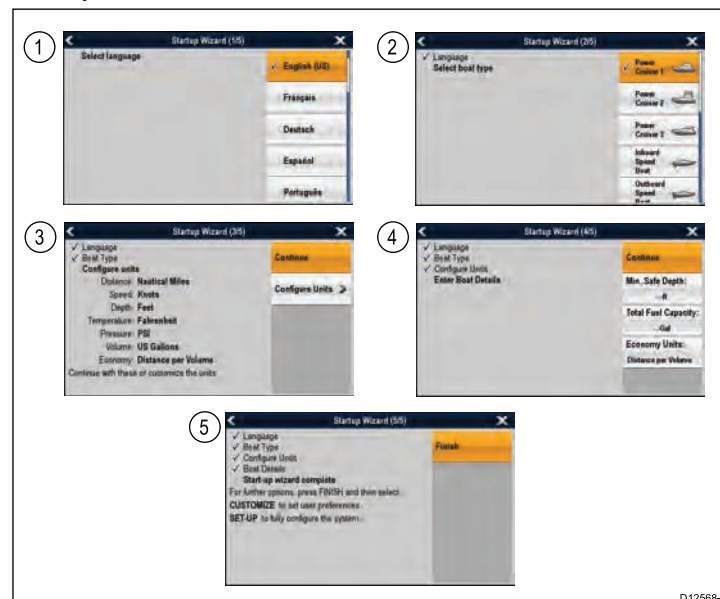 1
Startup Wizard (1/5)
Select language
English (US)
Français
Deutsch
Español
Português
2
Startup Wizard (2/5)
Language
Select boat type
Power Cruiser 1
Power Cruiser 2
Power Cruiser 3
Inboard Speed Boat
Outboard Speed Boat
3
Startup Wizard (3/5)
Language
Boat Type
Configure units
Distance: Nautical Miles
Speed: Knots
Depth: Feet
Temperature: Fahrenheit
Pressure: PSI
Volume: US Gallons
Economy: Distance per Volume
Continue with these or customize the units
Continue
Configure Units
4
Startup Wizard (4/5)
Language
Boat Type
Configure Units
Enter Boat Details
Continue
Min. Safe Depth:
--ft
Total Fuel Capacity:
--Gal
Economy Units:
Distance per Volume
5
Startup Wizard (5/5)
Language
Boat Type
Configure Units
Boat Details
Start-up wizard complete
For further options, press FINISH and then select...
CUSTOMIZE to set user preferences
SET-UP to fully configure the system...
Finish